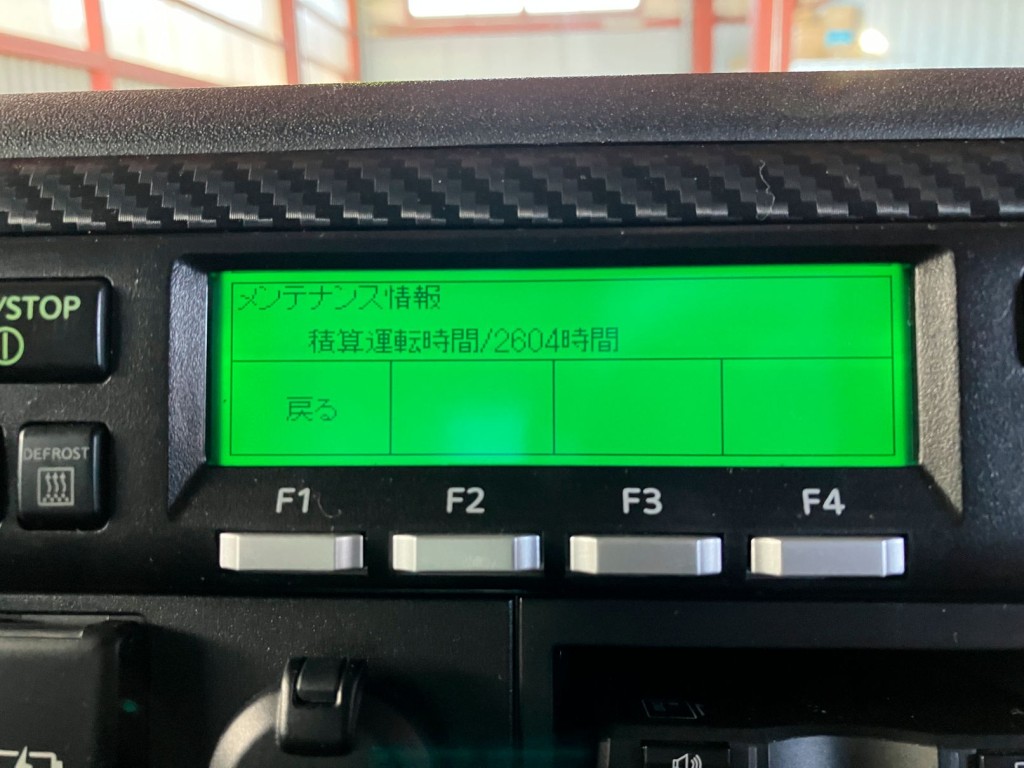 メンテナンス情報
積算運転時間/2604時間
戻る
/STOP
DEFROST
F1 F2 F3 F4